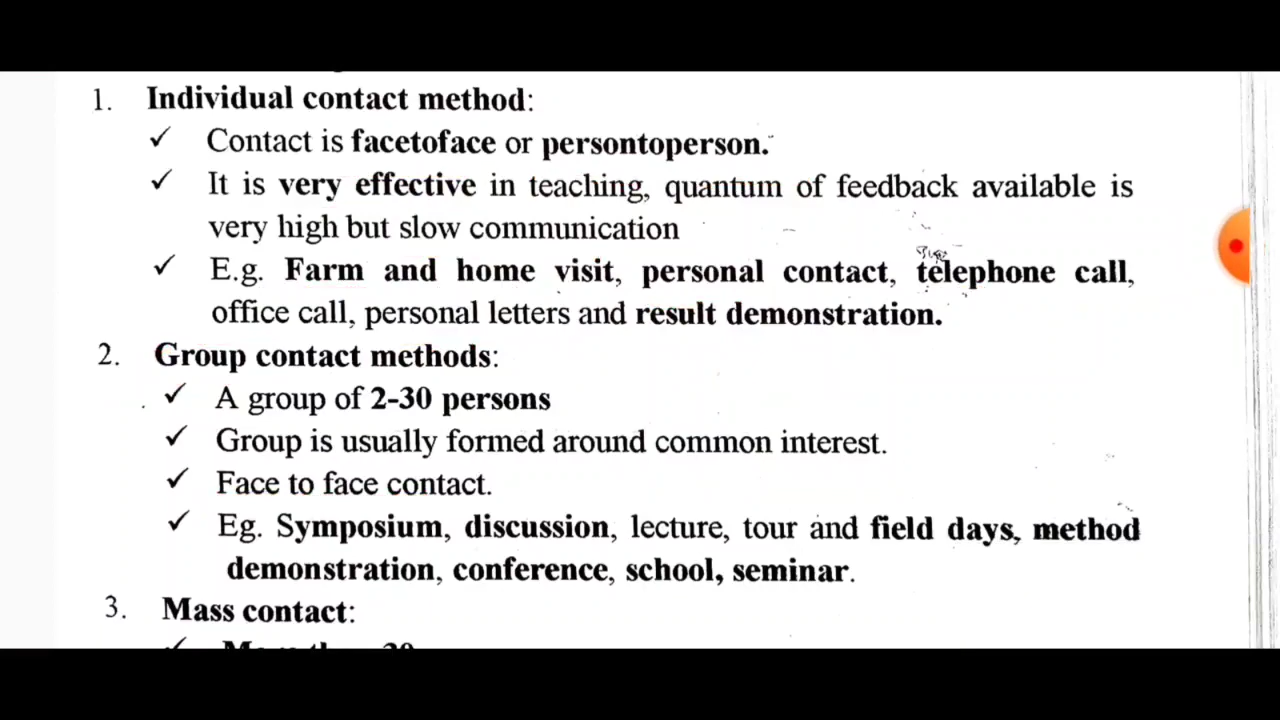 1. Individual contact method:
✓ Contact is facetoface or persontoperson.
✓ It is very effective in teaching, quantum of feedback available is
very high but slow communication
✓ E.g. Farm and home visit, personal contact, telephone call,
office call, personal letters and result demonstration.
2. Group contact methods:
✓ A group of 2-30 persons
✓ Group is usually formed around common interest.
✓ Face to face contact.
✓ Eg. Symposium, discussion, lecture, tour and field days, method
demonstration, conference, school, seminar.
3. Mass contact: